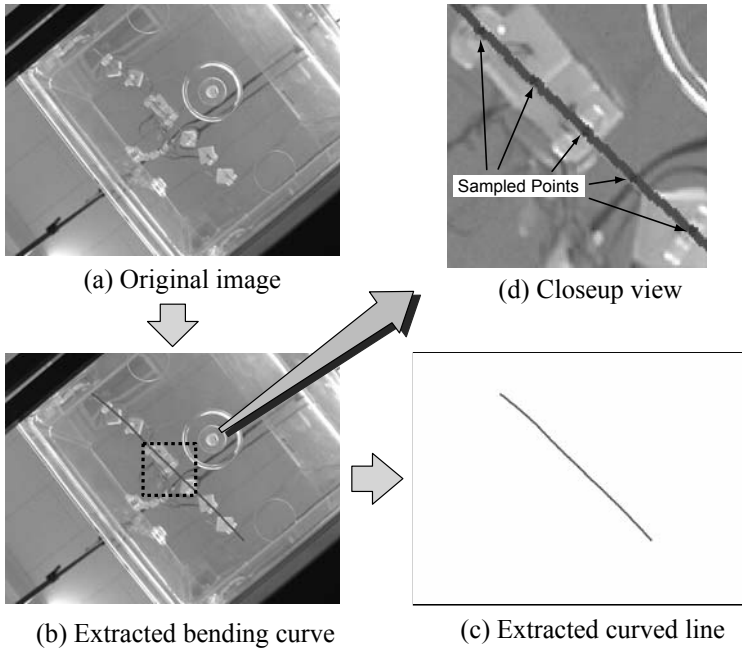 (a) Original image
Sampled Points
(d) Closeup view
(b) Extracted bending curve
(c) Extracted curved line